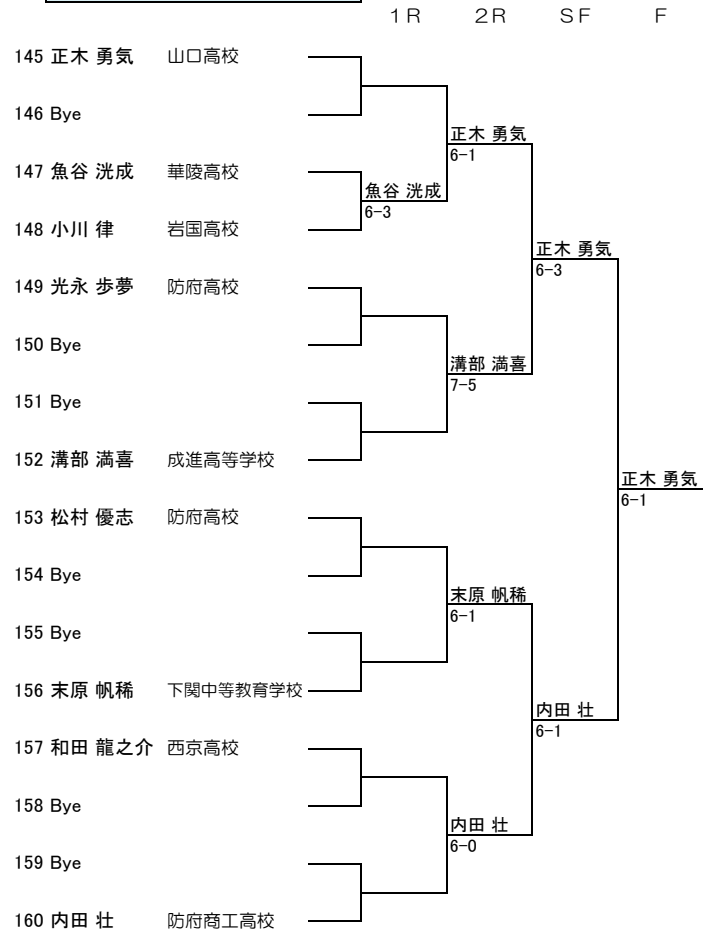 １Ｒ ２Ｒ ＳＦ Ｆ
145 正木 勇気 山口高校
146 Bye
正木 勇気
6-1
147 魚谷 洸成 華陵高校
魚谷 洸成
6-3
148 小川 律 岩国高校
正木 勇気
6-3
149 光永 歩夢 防府高校
150 Bye
溝部 満喜
7-5
151 Bye
152 溝部 満喜 成進高等学校
正木 勇気
6-1
153 松村 優志 防府高校
154 Bye
末原 帆稀
6-1
155 Bye
156 末原 帆稀 下関中等教育学校
内田 壮
6-1
157 和田 龍之介 西京高校
158 Bye
内田 壮
6-0
159 Bye
160 内田 壮 防府商工高校